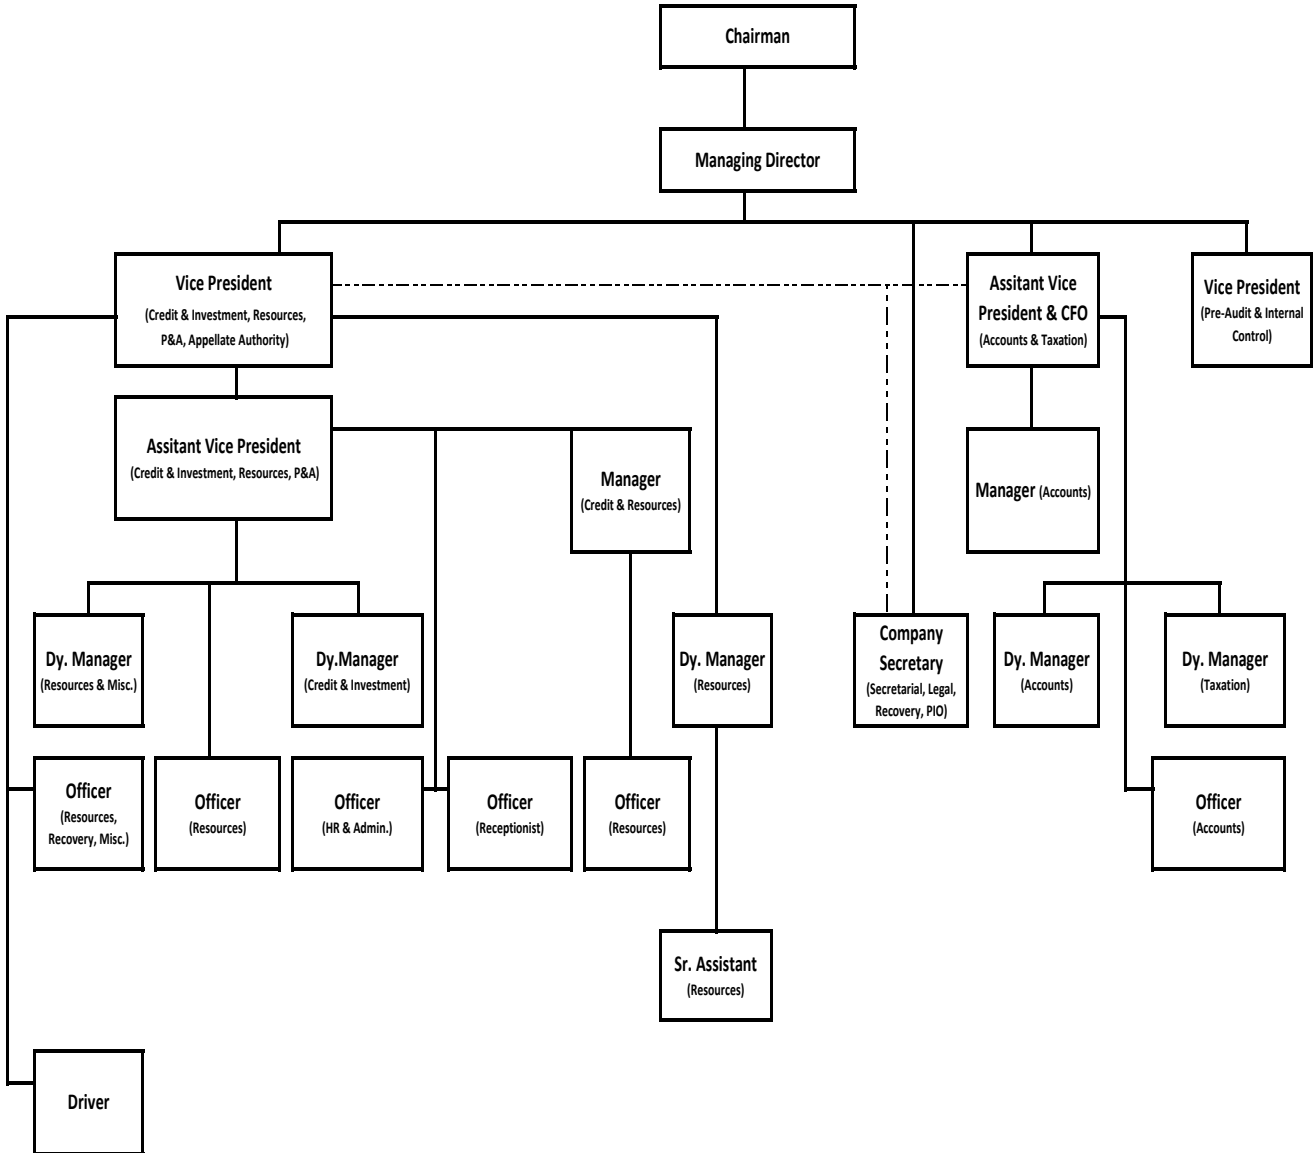 Chairman
Managing Director
Vice President
(Credit & Investment, Resources,
P&A, Appellate Authority)
Assitant Vice
President & CFO
(Accounts & Taxation)
Vice President
(Pre-Audit & Internal
Control)
Assitant Vice President
(Credit & Investment, Resources, P&A)
Manager
(Credit & Resources)
Manager (Accounts)
Dy. Manager
(Resources & Misc.)
Dy.Manager
(Credit & Investment)
Dy. Manager
(Resources)
Company
Secretary
(Secretarial, Legal,
Recovery, PIO)
Dy. Manager
(Accounts)
Dy. Manager
(Taxation)
Officer
(Resources,
Recovery, Misc.)
Officer
(Resources)
Officer
(HR & Admin.)
Officer
(Receptionist)
Officer
(Resources)
Officer
(Accounts)
Sr. Assistant
(Resources)
Driver